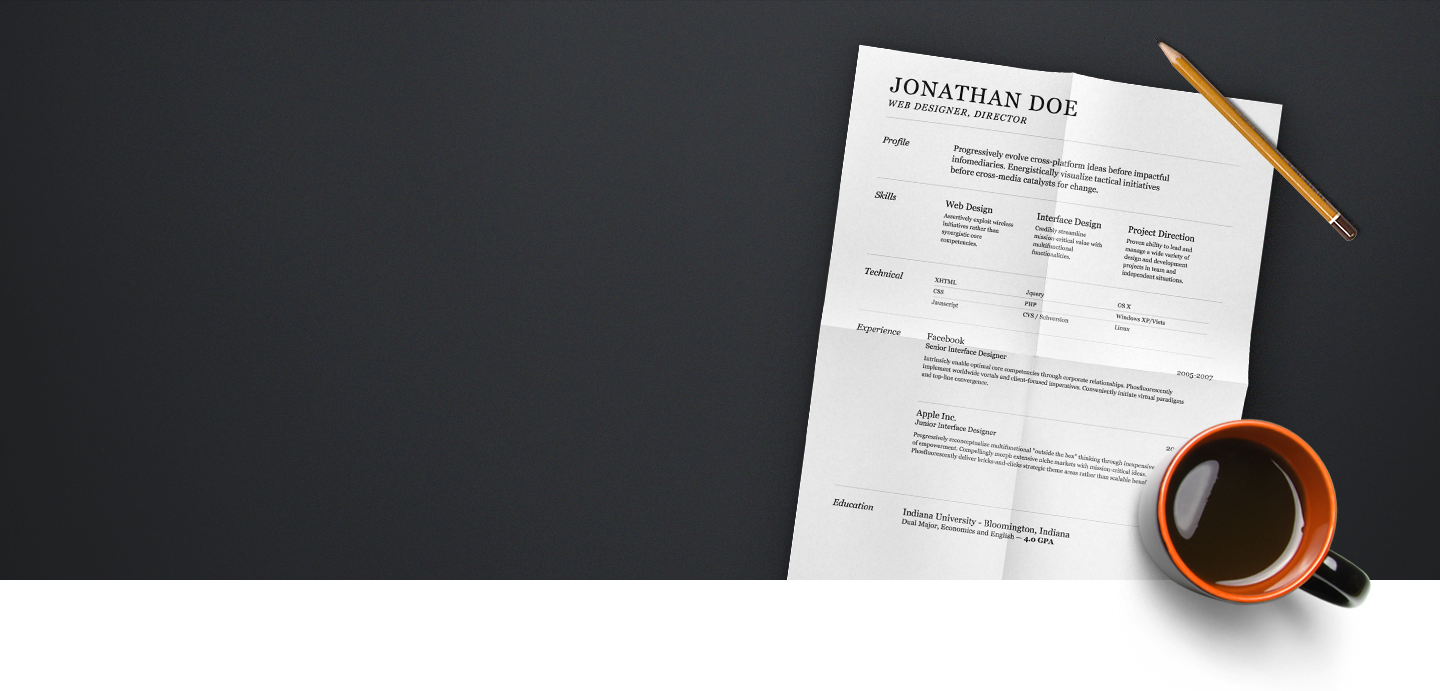 JONATHAN DOE
WEB DESIGNER, DIRECTOR
Profile
Progressively evolve cross-platform ideas before impactful
infomediaries. Energistically visualize tactical initiatives
before cross-media catalysts for change.
Skills
Web Design
Assertively exploit wireless
initiatives rather than
synergistic core
competencies.
Interface Design
Credibly streamline
mission-critical value with
multifunctional
functionalities.
Project Direction
Proven ability to lead and
manage a wide variety of
design and development
projects in team and
independent situations.
Technical
XHTML
CSS
Javascript
Jquery
PHP
CVS / Subversion
OS X
Windows XP/Vista
Linux
Experience
Facebook
Senior Interface Designer
2005-2007
Intrinsicly enable optimal core competencies through corporate relationships. Phosfluorescently
implement worldwide vortals and client-focused imperatives. Conveniently initiate virtual paradigms
and top-line convergence.
Apple Inc.
Junior Interface Designer
20
Progressively reconceptualize multifunctional "outside the box" thinking through inexpensive
of empowerment. Compellingly morph extensive niche markets with mission-critical ideas.
Phosfluorescently deliver bricks-and-clicks strategic theme areas rather than scalable benef
Education
Indiana University - Bloomington, Indiana
Dual Major, Economics and English — 4.0 GPA